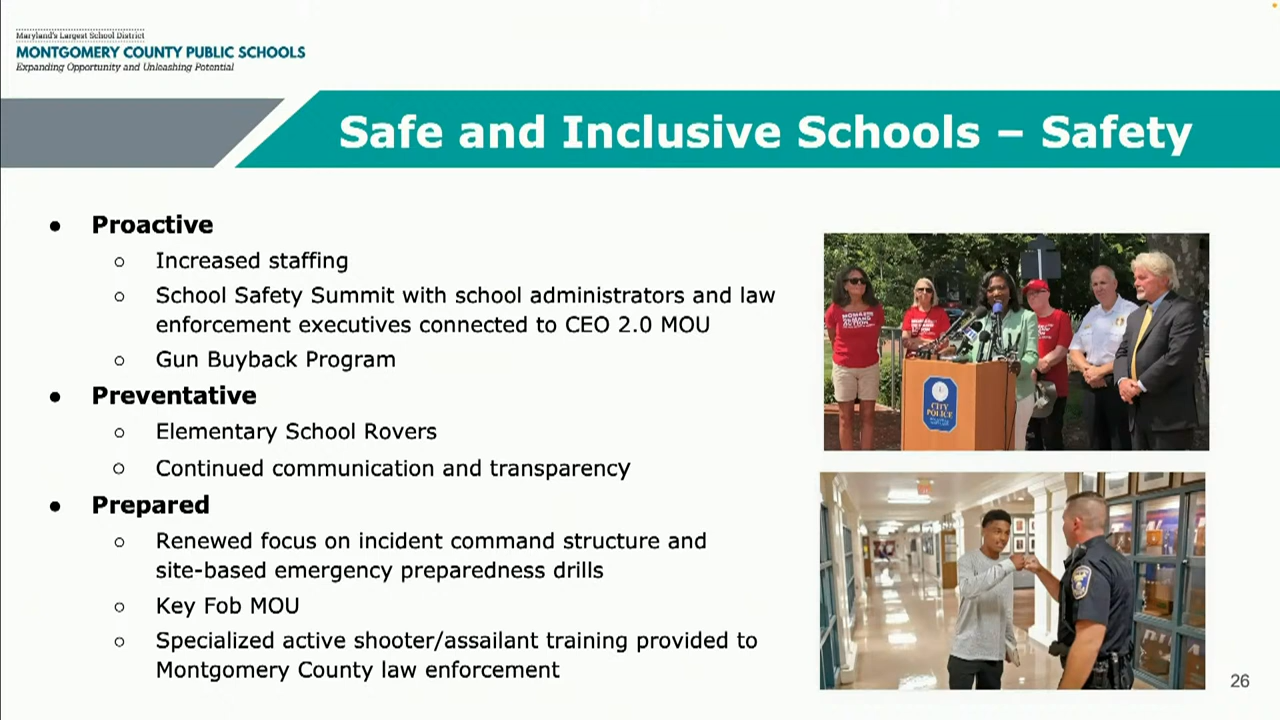 Maryland's Largest School District
MONTGOMERY COUNTY PUBLIC SCHOOLS
Expanding Opportunity and Unleashing Potential
Safe and Inclusive Schools – Safety
● Proactive
○ Increased staffing
○ School Safety Summit with school administrators and law
enforcement executives connected to CEO 2.0 MOU
○ Gun Buyback Program
● Preventative
○ Elementary School Rovers
○ Continued communication and transparency
● Prepared
○ Renewed focus on incident command structure and
site-based emergency preparedness drills
○ Key Fob MOU
○ Specialized active shooter/assailant training provided to
Montgomery County law enforcement
MOMS
DEMAND
ACTION
CITY
POLICE
26